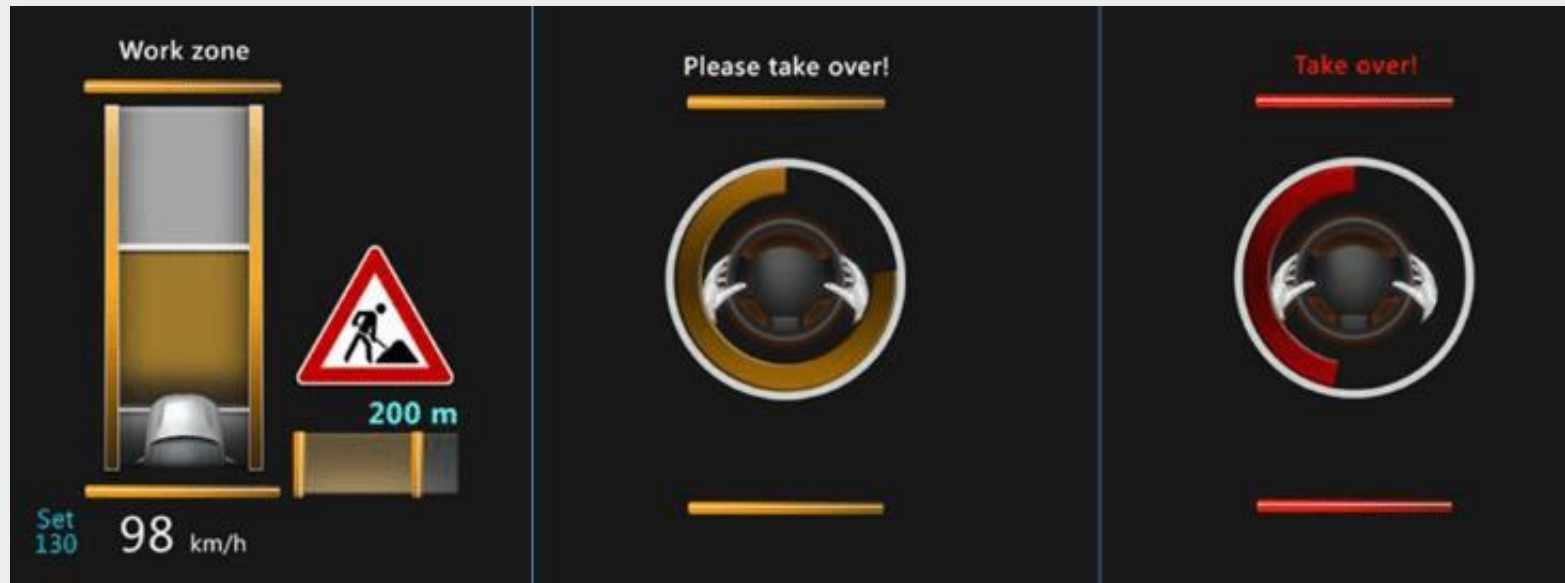 Work zone
200 m
Set
130
98 km/h
Please take over!
Take over!